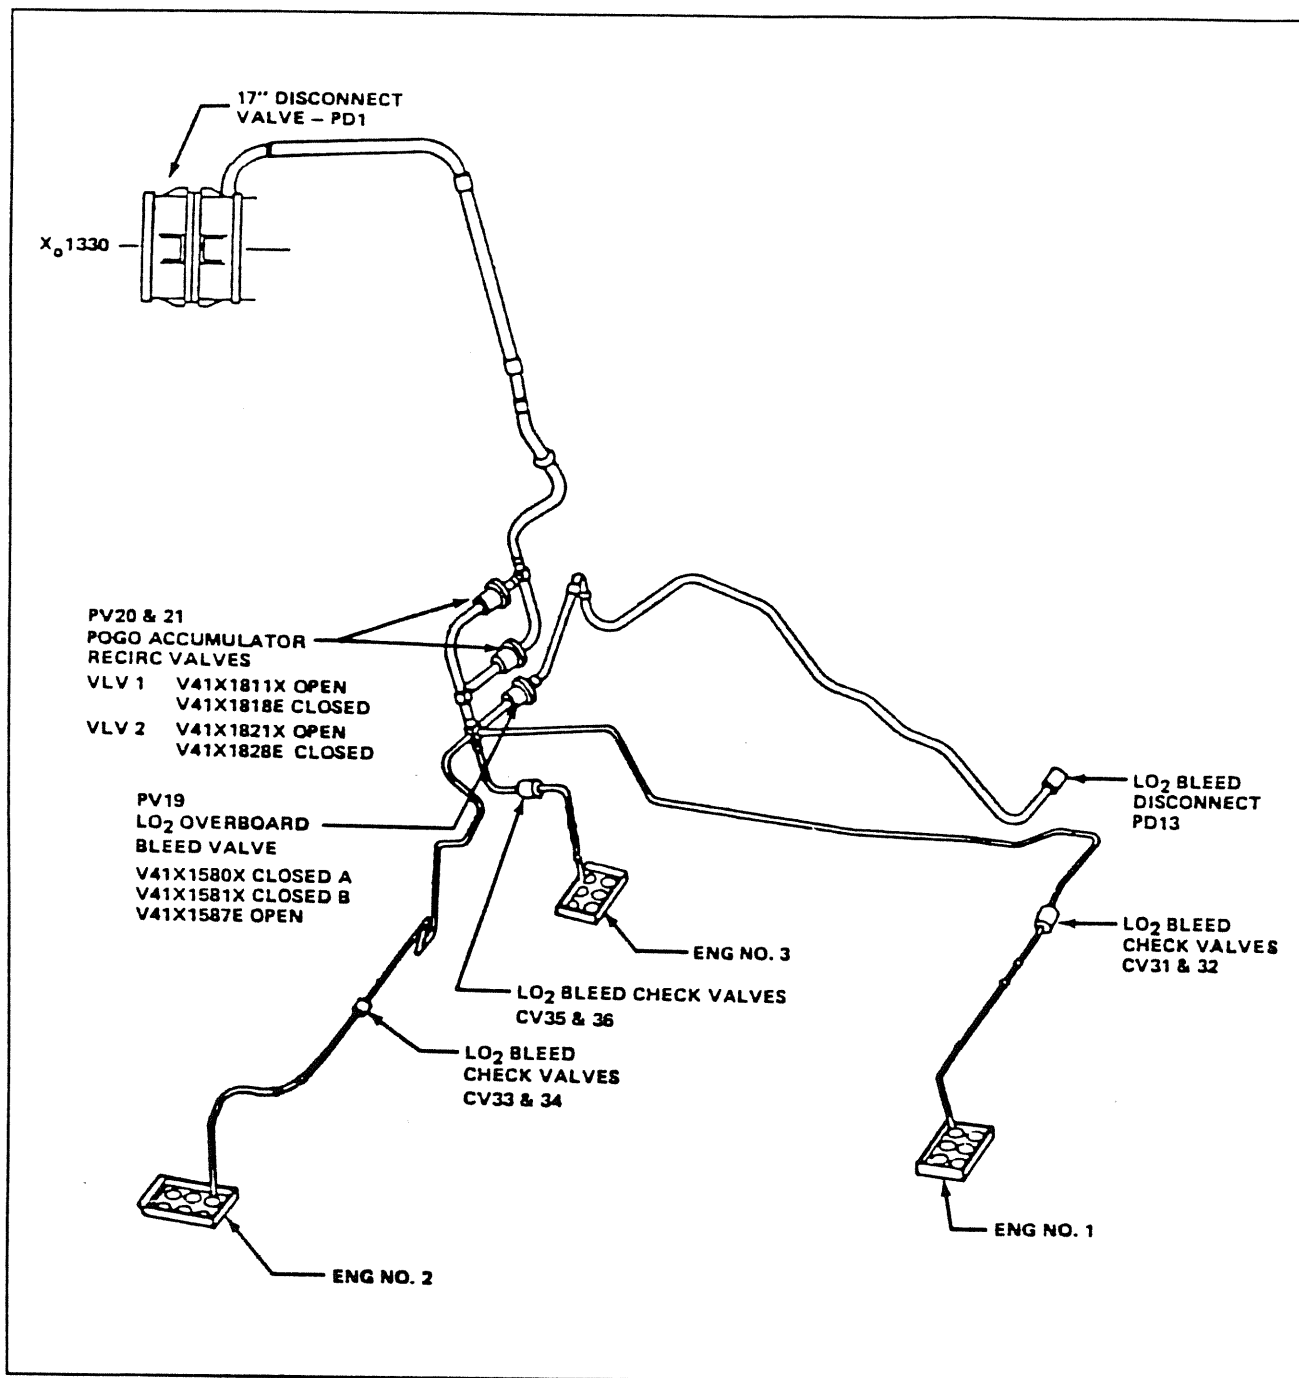 17" DISCONNECT
VALVE – PD1
Xo1330
PV20 & 21
POGO ACCUMULATOR
RECIRC VALVES
VLV 1 V41X1811X OPEN
V41X1818E CLOSED
VLV 2 V41X1821X OPEN
V41X1828E CLOSED
PV19
LO2 OVERBOARD
BLEED VALVE
V41X1580X CLOSED A
V41X1581X CLOSED B
V41X1587E OPEN
LO2 BLEED
DISCONNECT
PD13
LO2 BLEED
CHECK VALVES
CV31 & 32
ENG NO. 3
LO2 BLEED CHECK VALVES
CV35 & 36
LO2 BLEED
CHECK VALVES
CV33 & 34
ENG NO. 1
ENG NO. 2